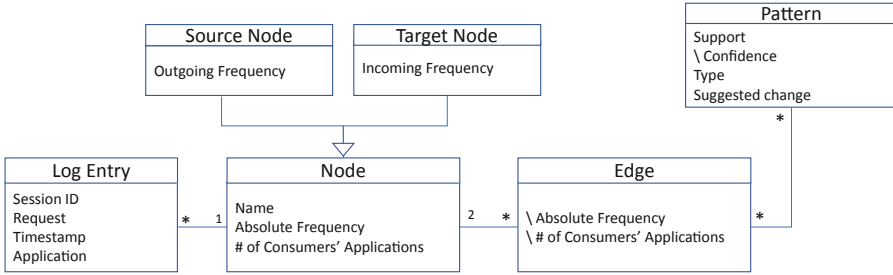 Pattern
Support
\ Confidence
Type
Suggested change
*
Source Node
Outgoing Frequency
Target Node
Incoming Frequency
Log Entry
Session ID
Request
Timestamp
Application
* 1
Node
Name
Absolute Frequency
# of Consumers' Applications
2 *
Edge
\ Absolute Frequency
\ # of Consumers' Applications
*